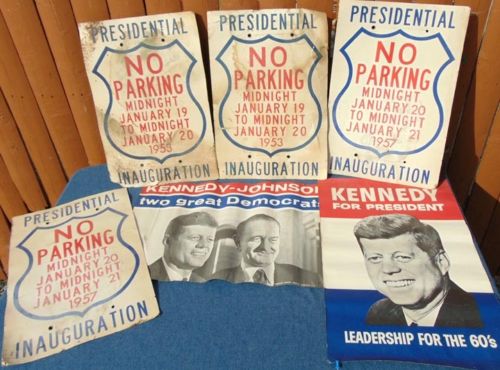 PRESIDENTIAL
NO
PARKING
MIDNIGHT
JANUARY 19
TO MIDNIGHT
JANUARY 20
1953
INAUGURATION
PRESIDENTIAL
NO
PARKING
MIDNIGHT
JANUARY 19
TO MIDNIGHT
JANUARY 20
1953
INAUGURATION
PRESIDENTIAL
NO
PARKING
MIDNIGHT
JANUARY 20
TO MIDNIGHT
JANUARY 21
1957
INAUGURATION
PRESIDENTIAL
NO
PARKING
MIDNIGHT
JANUARY 20
TO MIDNIGHT
JANUARY 21
1957
INAUGURATION
KENNEDY-JOHNSON
two great Democrats
KENNEDY
FOR PRESIDENT
LEADERSHIP FOR THE 60's